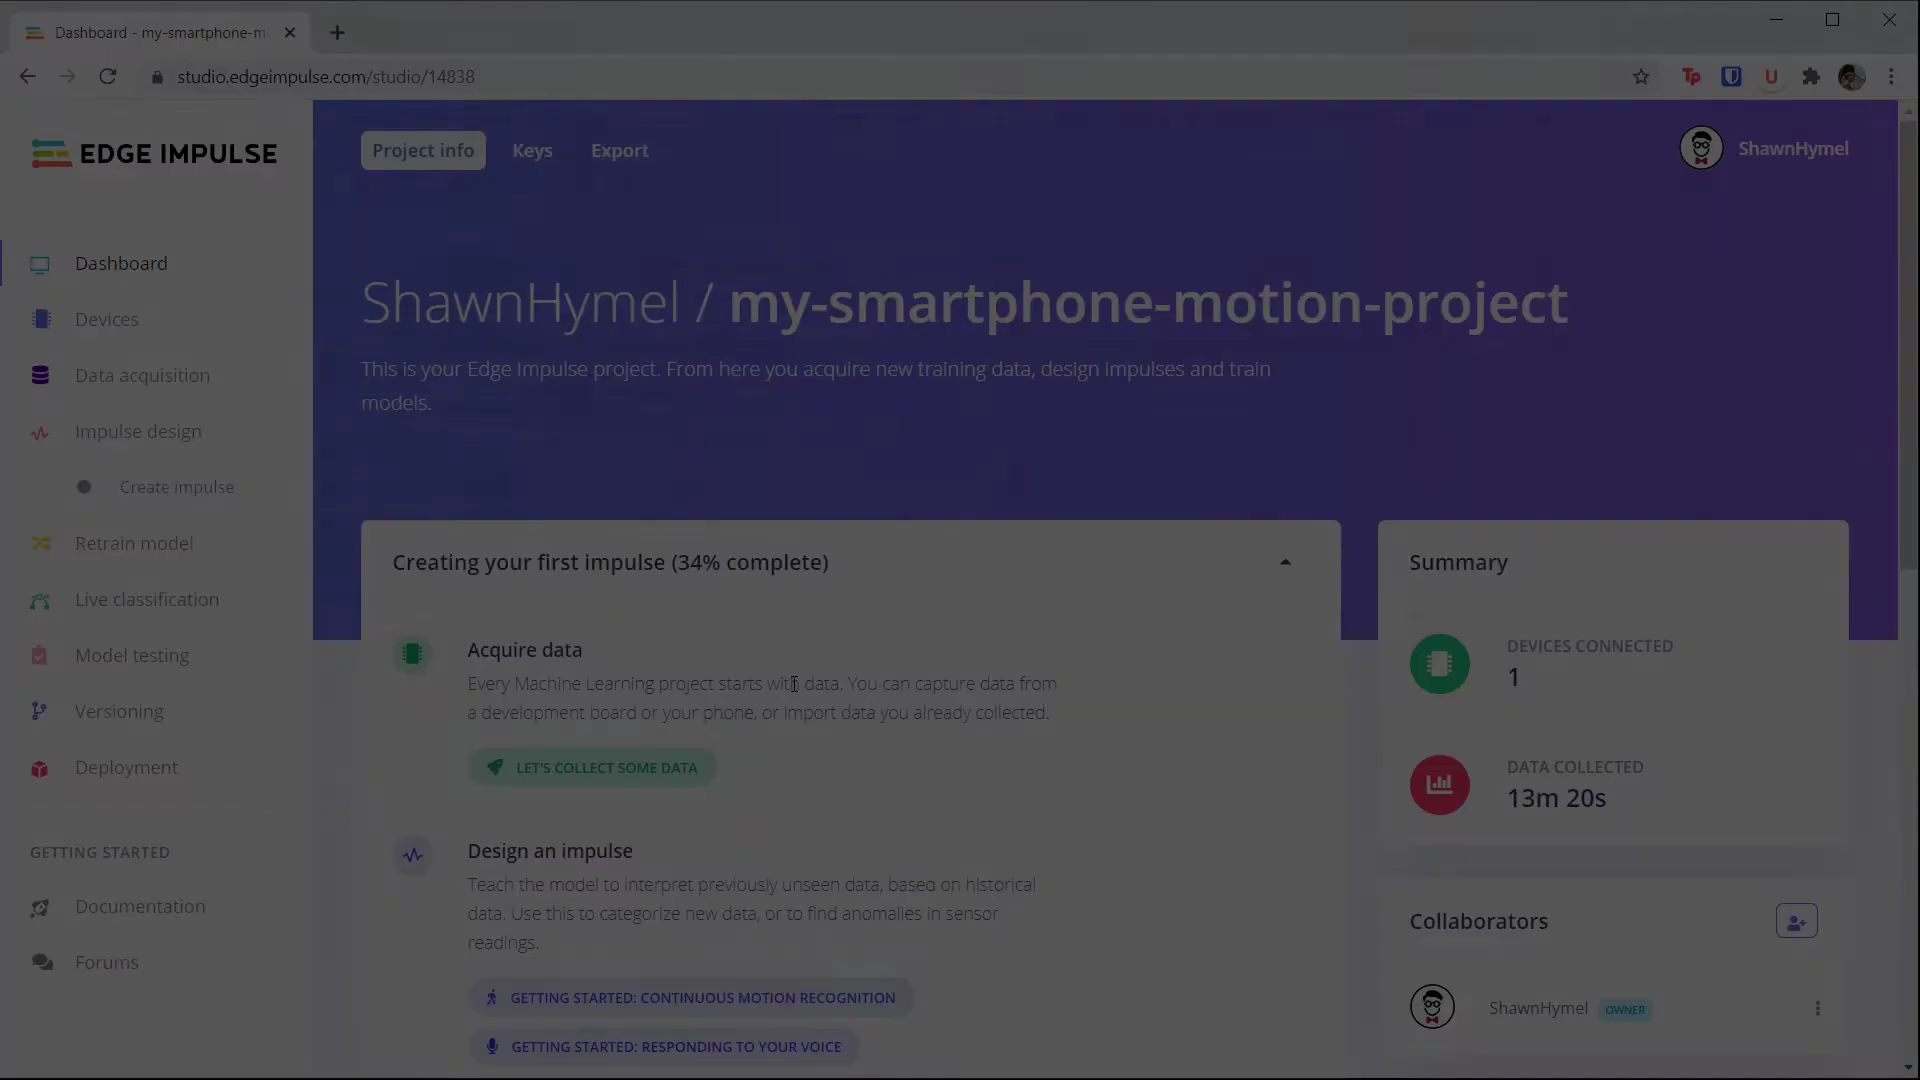 Dashboard - my-smartphone-m
studio.edgeimpulse.com/studio/14838
Tp
U
EDGE IMPULSE
Project info
Keys
Export
ShawnHymel
Dashboard
Devices
Data acquisition
Impulse design
Create impulse
Retrain model
Live classification
Model testing
Versioning
Deployment
GETTING STARTED
Documentation
Forums
ShawnHymel / my-smartphone-motion-project
This is your Edge Impulse project. From here you acquire new training data, design impulses and train
models.
Creating your first impulse (34% complete)
Acquire data
Every Machine Learning project starts with data. You can capture data from
a development board or your phone, or import data you already collected.
LET'S COLLECT SOME DATA
Design an impulse
Teach the model to interpret previously unseen data, based on historical
data. Use this to categorize new data, or to find anomalies in sensor
readings.
GETTING STARTED: CONTINUOUS MOTION RECOGNITION
GETTING STARTED: RESPONDING TO YOUR VOICE
Summary
DEVICES CONNECTED
1
DATA COLLECTED
13m 20s
Collaborators
ShawnHymel OWNER